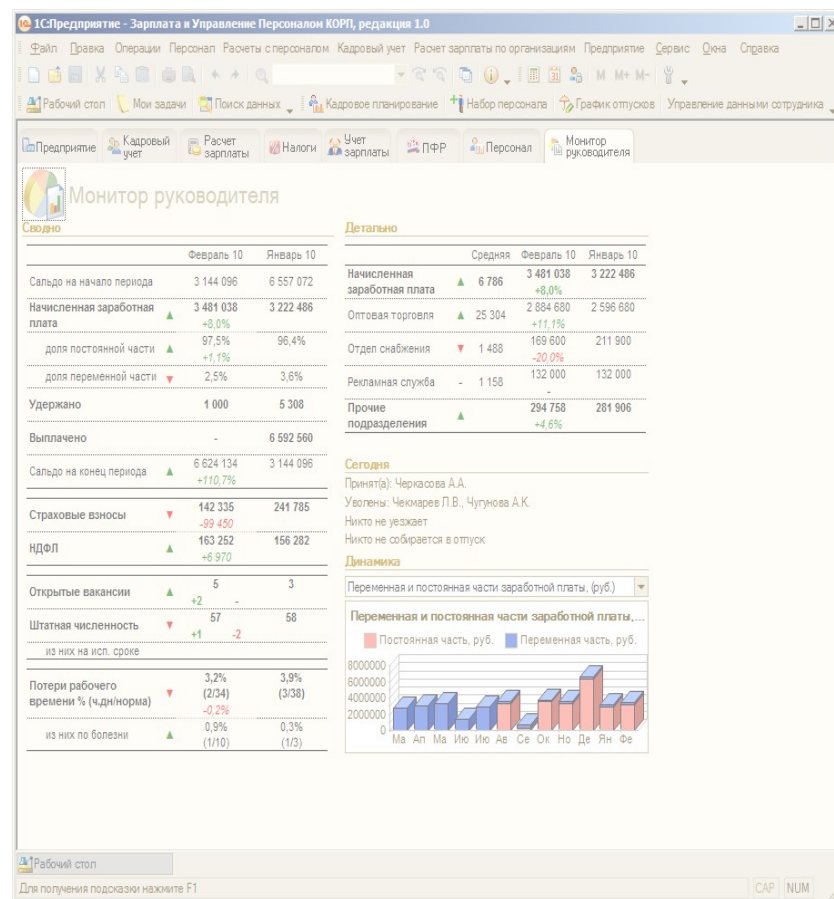 1С:Предприятие - Зарплата и Управление Персоналом КОРП, редакция 1.0
Файл Правка Операции Персонал Расчеты с персоналом Кадровый учет Расчет зарплаты по организациям Предприятие Сервис Окна Справка
M M+ M-
Рабочий стол Мои задачи Поиск данных Кадровое планирование Набор персонала График отпусков Управление данными сотрудника
Предприятие Кадровый учет Расчет зарплаты Налоги Учет зарплаты ПФР Персонал Монитор руководителя
Монитор руководителя
Сводно
Февраль 10 Январь 10
Сальдо на начало периода 3 144 096 6 557 072
Начисленная заработная плата 3 481 038 3 222 486
+8,0%
доля постоянной части 97,5% 96,4%
+1,1%
доля переменной части 2,5% 3,6%
Удержано 1 000 5 308
Выплачено - 6 592 560
Сальдо на конец периода 6 624 134 3 144 096
+110,7%
Страховые взносы 142 335 241 785
-99 450
НДФЛ 163 252 156 282
+6 970
Открытые вакансии 5 3
+2 -
Штатная численность 57 58
+1 -2
из них на исп. сроке
Потери рабочего времени % (ч.дн/норма) 3,2% 3,9%
(2/34) (3/38)
-0,2%
из них по болезни 0,9% 0,3%
(1/10) (1/3)
Детально
Средняя Февраль 10 Январь 10
Начисленная заработная плата 6 786 3 481 038 3 222 486
+8,0%
Оптовая торговля 25 304 2 884 680 2 596 680
+11,1%
Отдел снабжения 1 488 169 600 211 900
-20,0%
Рекламная служба - 1 158 132 000 132 000
-
Прочие подразделения 294 758 281 906
+4,6%
Сегодня
Принят(а): Черкасова А.А.
Уволены: Чекмарев Л.В., Чугунова А.К.
Никто не уезжает
Никто не собирается в отпуск
Динамика
Переменная и постоянная части заработной платы, (руб.)
Переменная и постоянная части заработной платы,...
Постоянная часть, руб. Переменная часть, руб.
8000000
6000000
4000000
2000000
0
Ма Ап Ма Ию Ию Ав Се Ок Но Де Ян Фе
Рабочий стол
Для получения подсказки нажмите F1 CAP NUM